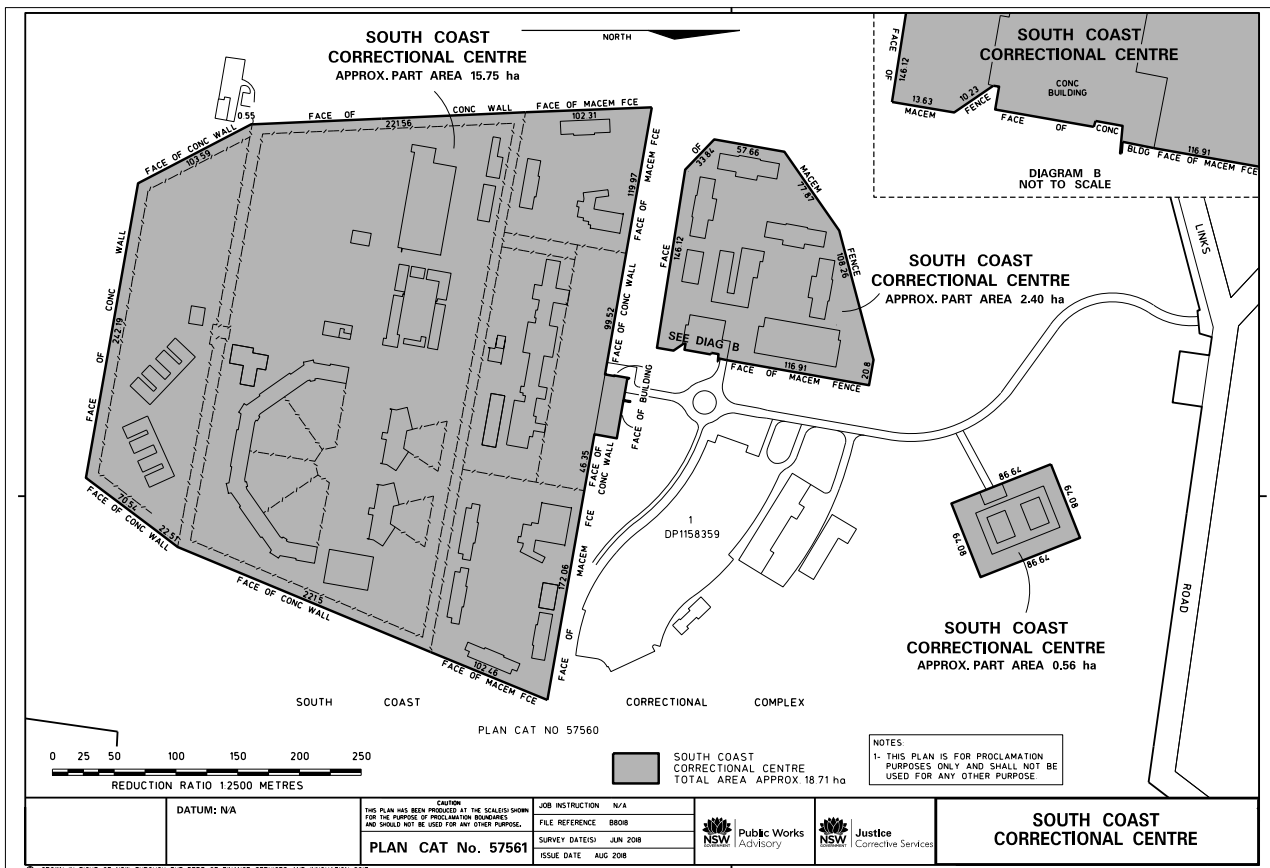 NORTH
SOUTH COAST
CORRECTIONAL CENTRE
APPROX. PART AREA 15.75 ha
0.55
FACE OF CONC WALL
103.59
FACE OF CONC WALL
221.56
FACE OF MACEM FCE
102.31
FACE OF MACEM FCE
119.97
FACE OF CONC WALL
99.52
FACE OF BUILDING
FACE OF
CONC WALL
46.35
FACE OF MACEM FCE
172.06
FACE OF MACEM FCE
102.46
FACE OF CONC WALL
221.5
22.51
FACE OF CONC WALL
70.54
FACE OF CONC WALL
242.19
FACE OF MACEM FENCE
146.12
33.84
57.66
77.87
108.26
20.8
SEE DIAG B
116.91
FACE OF MACEM FENCE
SOUTH COAST
CORRECTIONAL CENTRE
APPROX. PART AREA 2.40 ha
SOUTH COAST
CORRECTIONAL CENTRE
CONC
BUILDING
FACE OF
146.12
13.63
MACEM
10.23
FENCE
FACE OF CONC
BLDG FACE OF MACEM FCE
116.91
DIAGRAM B
NOT TO SCALE
LINKS
ROAD
1
DP1158359
86.64
64.08
86.64
64.08
SOUTH COAST
CORRECTIONAL CENTRE
APPROX. PART AREA 0.56 ha
SOUTH COAST CORRECTIONAL COMPLEX
PLAN CAT NO 57560
0 25 50 100 150 200 250
REDUCTION RATIO 1:2500 METRES
SOUTH COAST
CORRECTIONAL CENTRE
TOTAL AREA APPROX. 18.71 ha
NOTES:
1- THIS PLAN IS FOR PROCLAMATION
PURPOSES ONLY AND SHALL NOT BE
USED FOR ANY OTHER PURPOSE.
DATUM: N/A
CAUTION
THIS PLAN HAS BEEN PRODUCED AT THE SCALE(S) SHOWN
FOR THE PURPOSE OF PROCLAMATION BOUNDARIES
AND SHOULD NOT BE USED FOR ANY OTHER PURPOSE.
PLAN CAT No. 57561
JOB INSTRUCTION N/A
FILE REFERENCE B8018
SURVEY DATE(S) JUN 2018
ISSUE DATE AUG 2018
NSW
GOVERNMENT
Public Works
Advisory
NSW
GOVERNMENT
Justice
Corrective Services
SOUTH COAST
CORRECTIONAL CENTRE